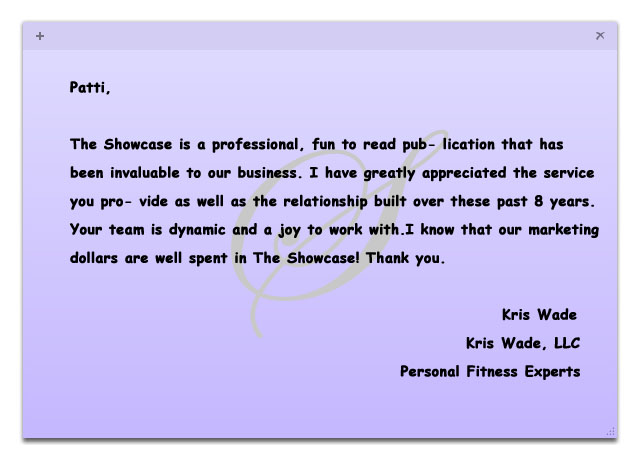 Patti,
The Showcase is a professional, fun to read pub- lication that has
been invaluable to our business. I have greatly appreciated the service
you pro- vide as well as the relationship built over these past 8 years.
Your team is dynamic and a joy to work with.I know that our marketing
dollars are well spent in The Showcase! Thank you.
Kris Wade
Kris Wade, LLC
Personal Fitness Experts